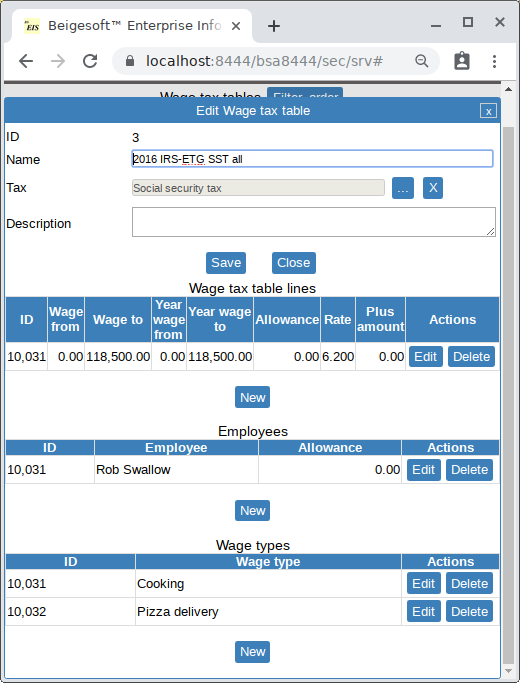 EIS
Beigesoft™ Enterprise Info
localhost:8444/bsa8444/sec/srv#
Wage tax tables Filter, order
Edit Wage tax table x
ID 3
Name 2016 IRS-ETG SST all
Tax Social security tax ... X
Description
Save Close
Wage tax table lines
ID Wage from Wage to Year wage from Year wage to Allowance Rate Plus amount Actions
10,031 0.00 118,500.00 0.00 118,500.00 0.00 6.200 0.00 Edit Delete
New
Employees
ID Employee Allowance Actions
10,031 Rob Swallow 0.00 Edit Delete
New
Wage types
ID Wage type Actions
10,031 Cooking Edit Delete
10,032 Pizza delivery Edit Delete
New